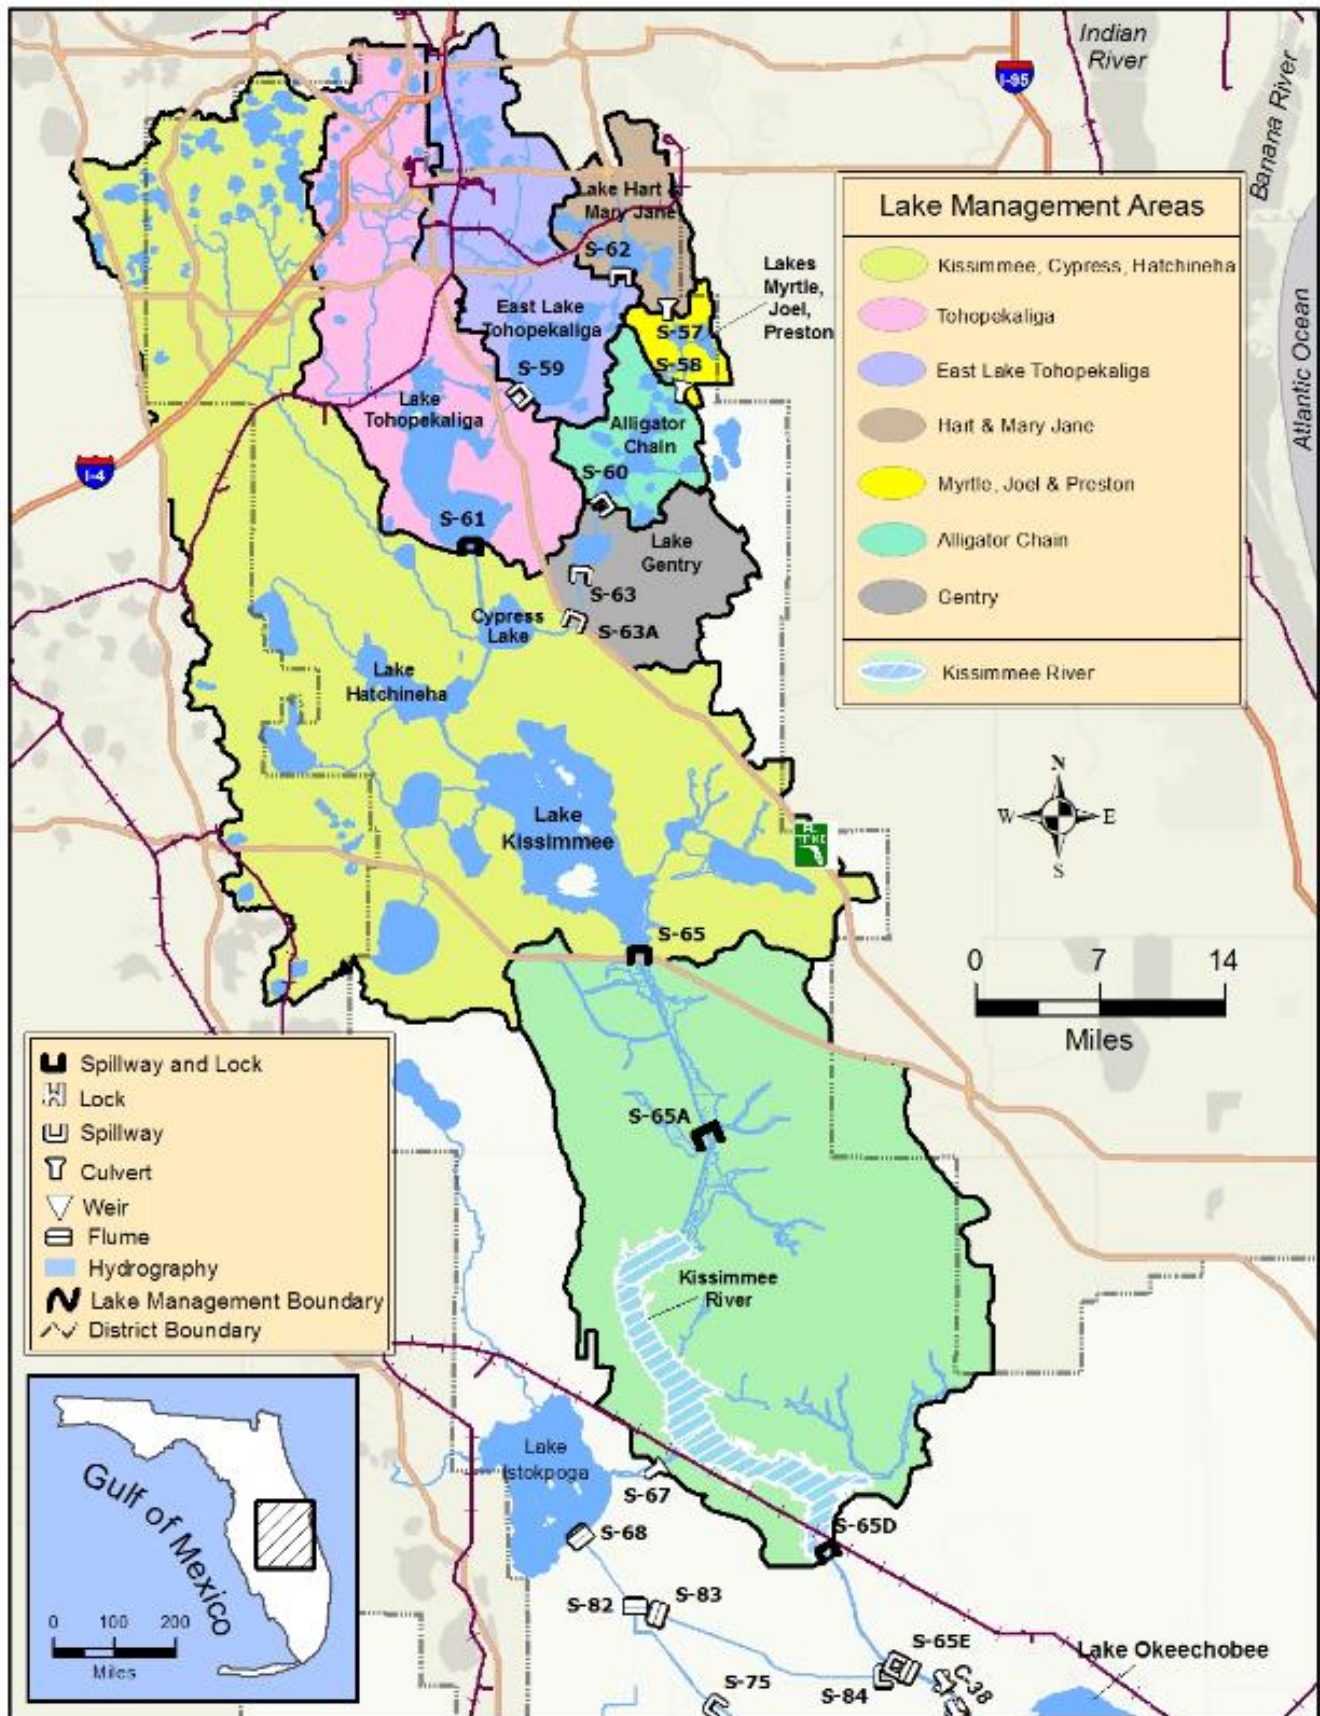 Indian
River
I-95
Banana River
Lake Hart &
Mary Jane
S-62
Lakes
Myrtle,
Joel,
Preston
East Lake
Tohopekaliga
S-57
S-58
S-59
Lake
Tohopekaliga
Alligator
Chain
S-60
I-4
S-61
Lake
Gentry
S-63
S-63A
Cypress
Lake
Lake
Hatchineha
Lake
Kissimmee
S-65
Lake Management Areas
Kissimmee, Cypress, Hatchineha
Tohopekaliga
East Lake Tohopekaliga
Hart & Mary Jane
Myrtle, Joel & Preston
Alligator Chain
Gentry
Kissimmee River
Atlantic Ocean
N
W
E
S
0 7 14
Miles
Spillway and Lock
Lock
Spillway
Culvert
Weir
Flume
Hydrography
Lake Management Boundary
District Boundary
S-65A
Kissimmee
River
Lake
Istokpoga
S-67
S-68
S-65D
S-82
S-83
S-65E
S-84
C-38
S-75
Lake Okeechobee
Gulf of Mexico
0 100 200
Miles